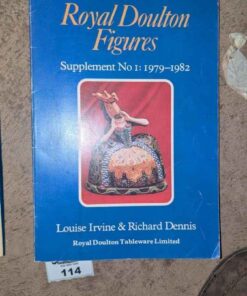 Royal Doulton
Figures
Supplement No 1: 1979–1982
Louise Irvine & Richard Dennis
Royal Doulton Tableware Limited
114